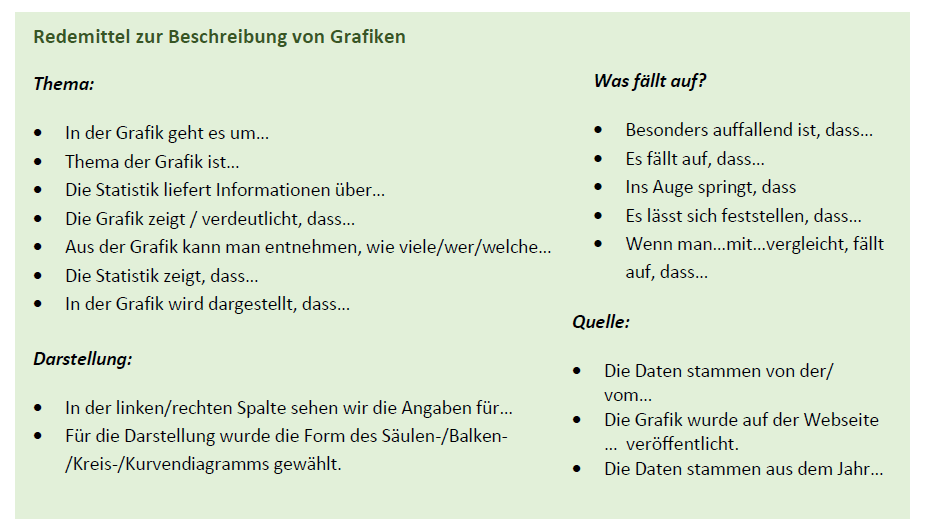 Redemittel zur Beschreibung von Grafiken
Thema:
• In der Grafik geht es um...
• Thema der Grafik ist...
• Die Statistik liefert Informationen über...
• Die Grafik zeigt / verdeutlicht, dass...
• Aus der Grafik kann man entnehmen, wie viele/wer/welche...
• Die Statistik zeigt, dass...
• In der Grafik wird dargestellt, dass...
Darstellung:
• In der linken/rechten Spalte sehen wir die Angaben für...
• Für die Darstellung wurde die Form des Säulen-/Balken-
/Kreis-/Kurvendiagramms gewählt.
Was fällt auf?
• Besonders auffallend ist, dass...
• Es fällt auf, dass...
• Ins Auge springt, dass
• Es lässt sich feststellen, dass...
• Wenn man...mit...vergleicht, fällt
auf, dass...
Quelle:
• Die Daten stammen von der/
vom...
• Die Grafik wurde auf der Webseite
... veröffentlicht.
• Die Daten stammen aus dem Jahr...